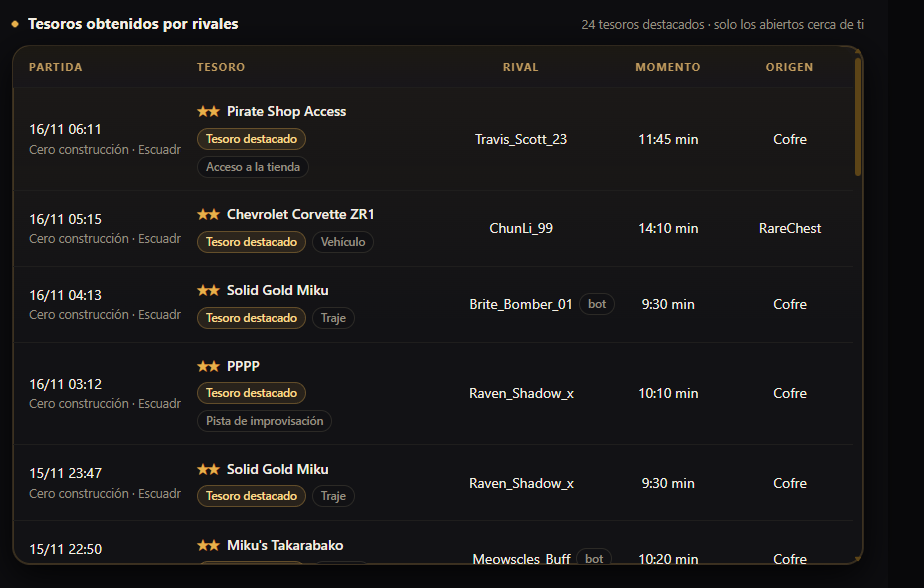 Tesoros obtenidos por rivales
24 tesoros destacados · solo los abiertos cerca de ti
PARTIDA TESORO RIVAL MOMENTO ORIGEN
16/11 06:11
Cero construcción · Escuadr
★★ Pirate Shop Access
Tesoro destacado
Acceso a la tienda
Travis_Scott_23
11:45 min
Cofre
16/11 05:15
Cero construcción · Escuadr
★★ Chevrolet Corvette ZR1
Tesoro destacado Vehículo
ChunLi_99
14:10 min
RareChest
16/11 04:13
Cero construcción · Escuadr
★★ Solid Gold Miku
Tesoro destacado Traje
Brite_Bomber_01 bot
9:30 min
Cofre
16/11 03:12
Cero construcción · Escuadr
★★ PPPP
Tesoro destacado
Pista de improvisación
Raven_Shadow_x
10:10 min
Cofre
15/11 23:47
Cero construcción · Escuadr
★★ Solid Gold Miku
Tesoro destacado Traje
Raven_Shadow_x
9:30 min
Cofre
15/11 22:50
★★ Miku's Takarabako
Meowscles_Buff bot
10:20 min
Cofre